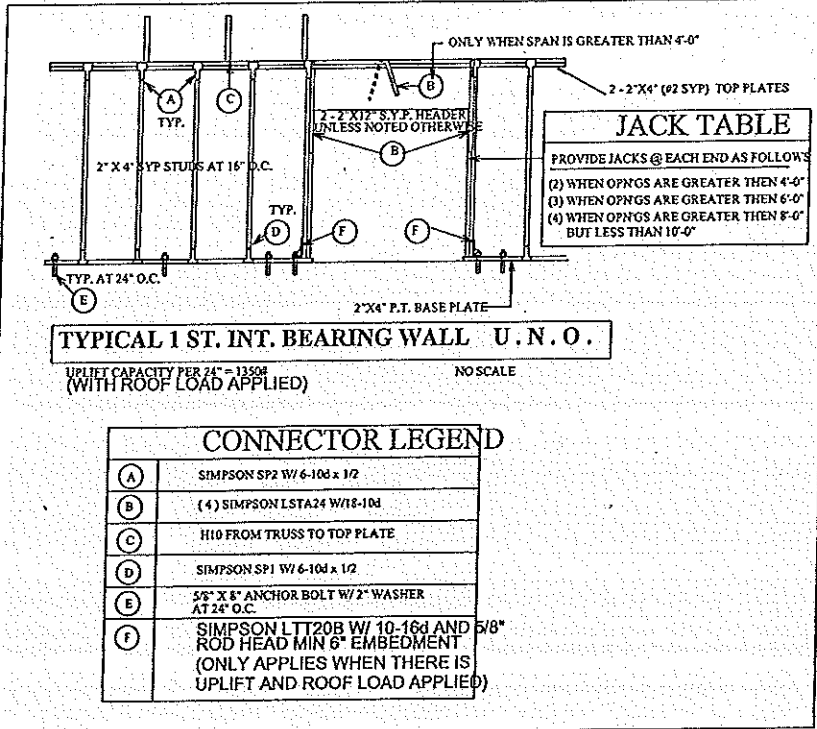 ONLY WHEN SPAN IS GREATER THAN 4'-0"
B
A
TYP.
C
2 - 2"X4" (#2 SYP) TOP PLATES
2 - 2"X12" S.Y.P. HEADER
UNLESS NOTED OTHERWISE
B
JACK TABLE
PROVIDE JACKS @ EACH END AS FOLLOWS
(2) WHEN OPN'GS ARE GREATER THEN 4'-0"
(3) WHEN OPN'GS ARE GREATER THEN 6'-0"
(4) WHEN OPN'GS ARE GREATER THEN 8'-0"
BUT LESS THAN 10'-0"
2" X 4" SYP STUDS AT 16" O.C.
TYP.
D
F
F
TYP. AT 24" O.C.
E
2"X4" P.T. BASE PLATE
TYPICAL 1 ST. INT. BEARING WALL U.N.O.
UPLIFT CAPACITY PER 24" = 1350#
(WITH ROOF LOAD APPLIED)
NO SCALE
CONNECTOR LEGEND
A SIMPSON SP2 W/ 6-10d x 1/2
B (4) SIMPSON LSTA24 W/18-10d
C H10 FROM TRUSS TO TOP PLATE
D SIMPSON SP1 W/ 6-10d x 1/2
E 5/8" X 8" ANCHOR BOLT W/ 2" WASHER
AT 24" O.C.
F SIMPSON LTT20B W/ 10-16d AND 5/8"
ROD HEAD MIN 6" EMBEDMENT
(ONLY APPLIES WHEN THERE IS
UPLIFT AND ROOF LOAD APPLIED)